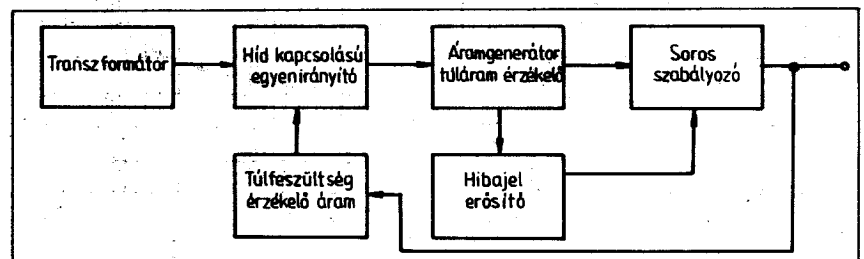 Transzformátor
Híd kapcsolású
egyenirányító
Áramgenerátor
túláram érzékelő
Soros
szabályozó
Túlfeszültség
érzékelő áram
Hibajel
erősítő